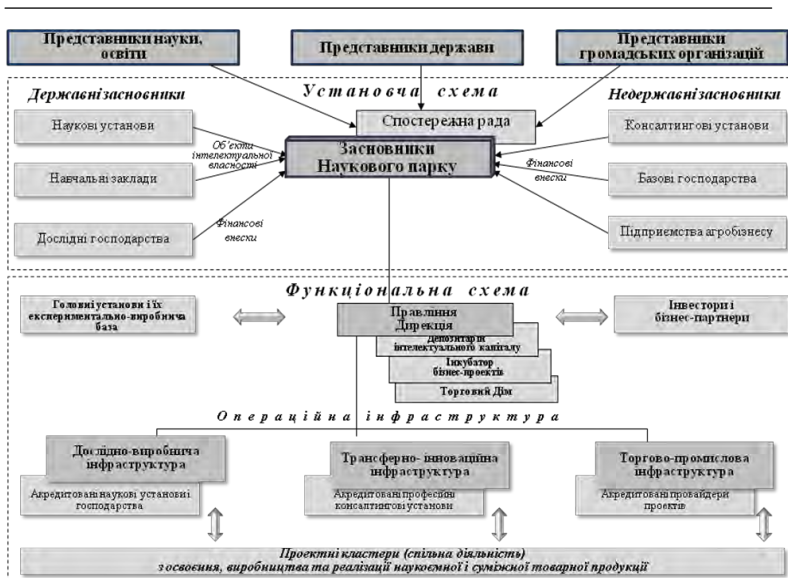 Представники науки,
освіти
Представники держави
Представники
громадських організацій
Установча схема
Державні засновники
Недержавні засновники
Спостережна рада
Наукові установи
Консалтингові установи
Об'єкти
інтелектуальної
власності
Засновники
Наукового парку
Навчальні заклади
Фінансові
внески
Базові господарства
Дослідні господарства
Фінансові
внески
Підприємства агробізнесу
Функціональна схема
Головні установи і їх
експериментально-виробнича
база
Правління
Дирекція
Інвестори і
бізнес-партнери
Депозитарій
інтелектуального капіталу
Інкубатор
бізнес-проектів
Торговий Дім
Операційна інфраструктура
Дослідно-виробнича
інфраструктура
Трансферно- інноваційна
інфраструктура
Торгово-промислова
інфраструктура
Акредитовані наукові установи і
господарства
Акредитовані професійні
консалтингові установи
Акредитовані провайдери
проектів
Проектні кластери (спільна діяльність)
з освоєння, виробництва та реалізації наукоємної і суміжної товарної продукції